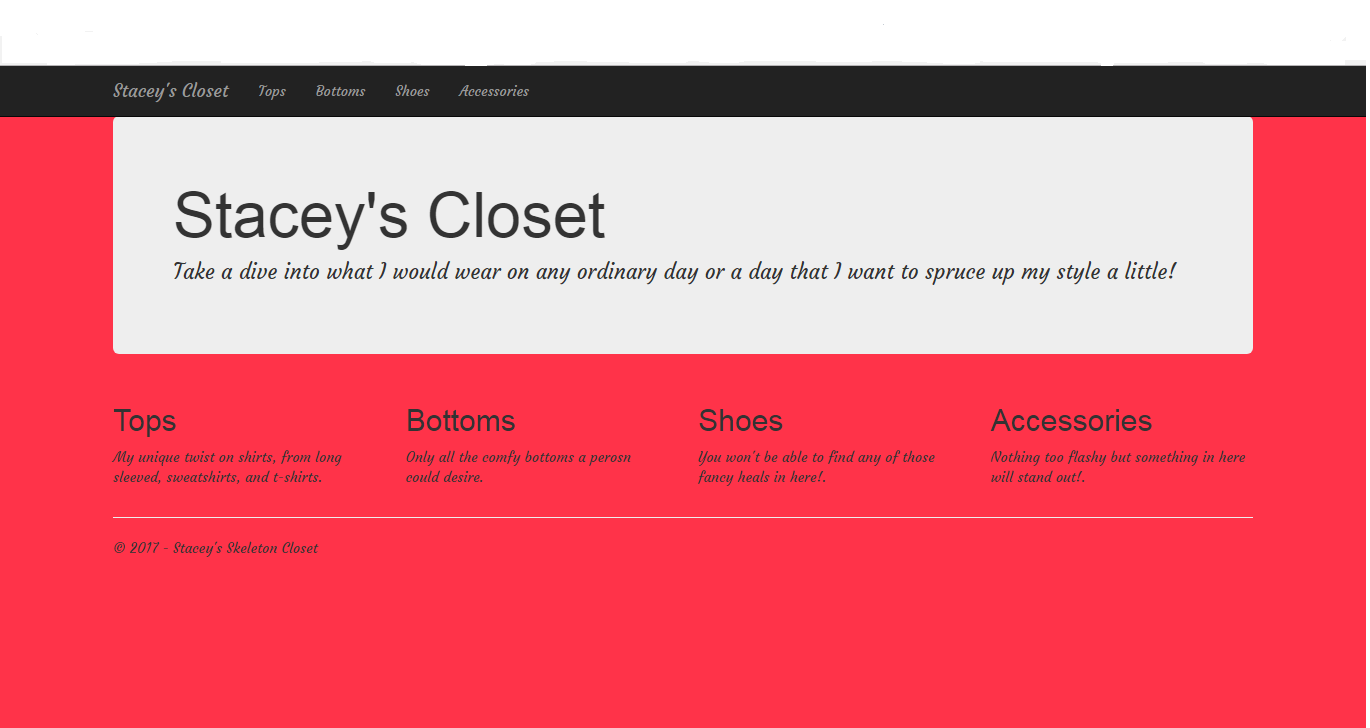 Stacey's Closet Tops Bottoms Shoes Accessories
Stacey's Closet
Take a dive into what I would wear on any ordinary day or a day that I want to spruce up my style a little!
Tops
My unique twist on shirts, from long
sleeved, sweatshirts, and t-shirts.
Bottoms
Only all the comfy bottoms a perosn
could desire.
Shoes
You won't be able to find any of those
fancy heals in here!.
Accessories
Nothing too flashy but something in here
will stand out!.
© 2017 - Stacey's Skeleton Closet